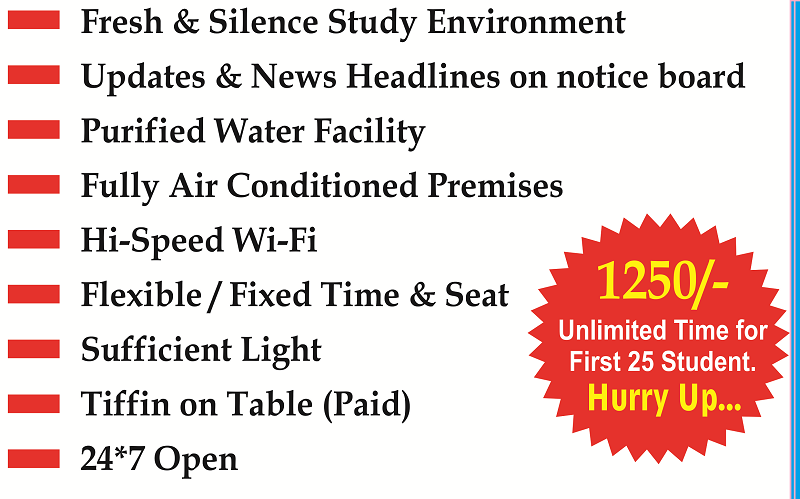 Fresh & Silence Study Environment
Updates & News Headlines on notice board
Purified Water Facility
Fully Air Conditioned Premises
Hi-Speed Wi-Fi
Flexible / Fixed Time & Seat
Sufficient Light
Tiffin on Table (Paid)
24*7 Open
1250/-
Unlimited Time for
First 25 Student.
Hurry Up...